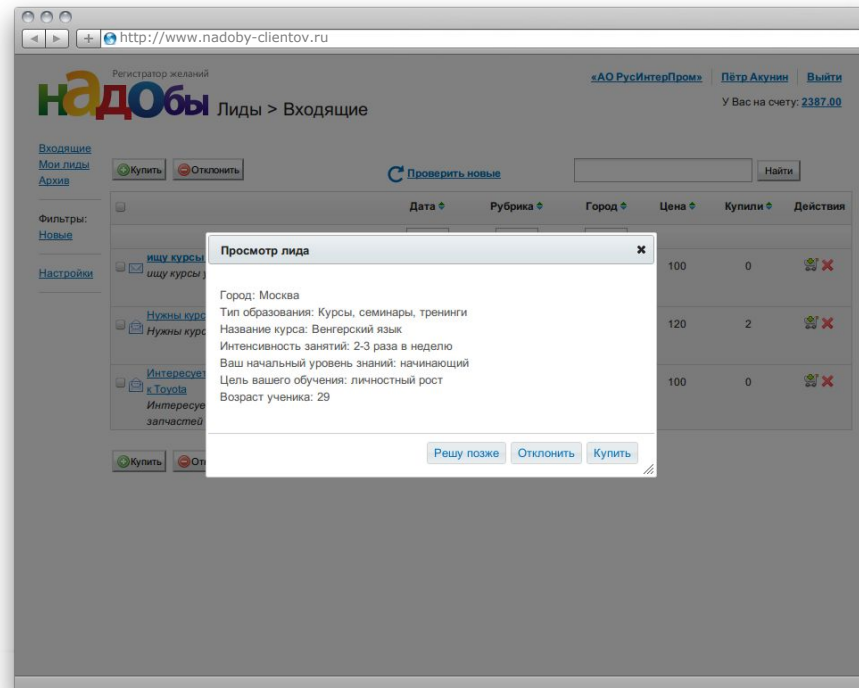 http://www.nadoby-clientov.ru
Регистратор желаний
надобы
Лиды > Входящие
«АО РусИнтерПром» Пётр Акунин Выйти
У Вас на счету: 2387.00
Входящие
Мои лиды
Архив
Фильтры:
Новые
Настройки
Купить Отклонить Проверить новые Найти
Дата Рубрика Город Цена Купили Действия
ищу курсы
ищу курсы
100 0
Нужны
Нужны
120 2
к Toyota
запчастей
100 0
Купить
Просмотр лида
Город: Москва
Тип образования: Курсы, семинары, тренинги
Название курса: Венгерский язык
Интенсивность занятий: 2-3 раза в неделю
Ваш начальный уровень знаний: начинающий
Цель вашего обучения: личностный рост
Возраст ученика: 29
Решу позже Отклонить Купить